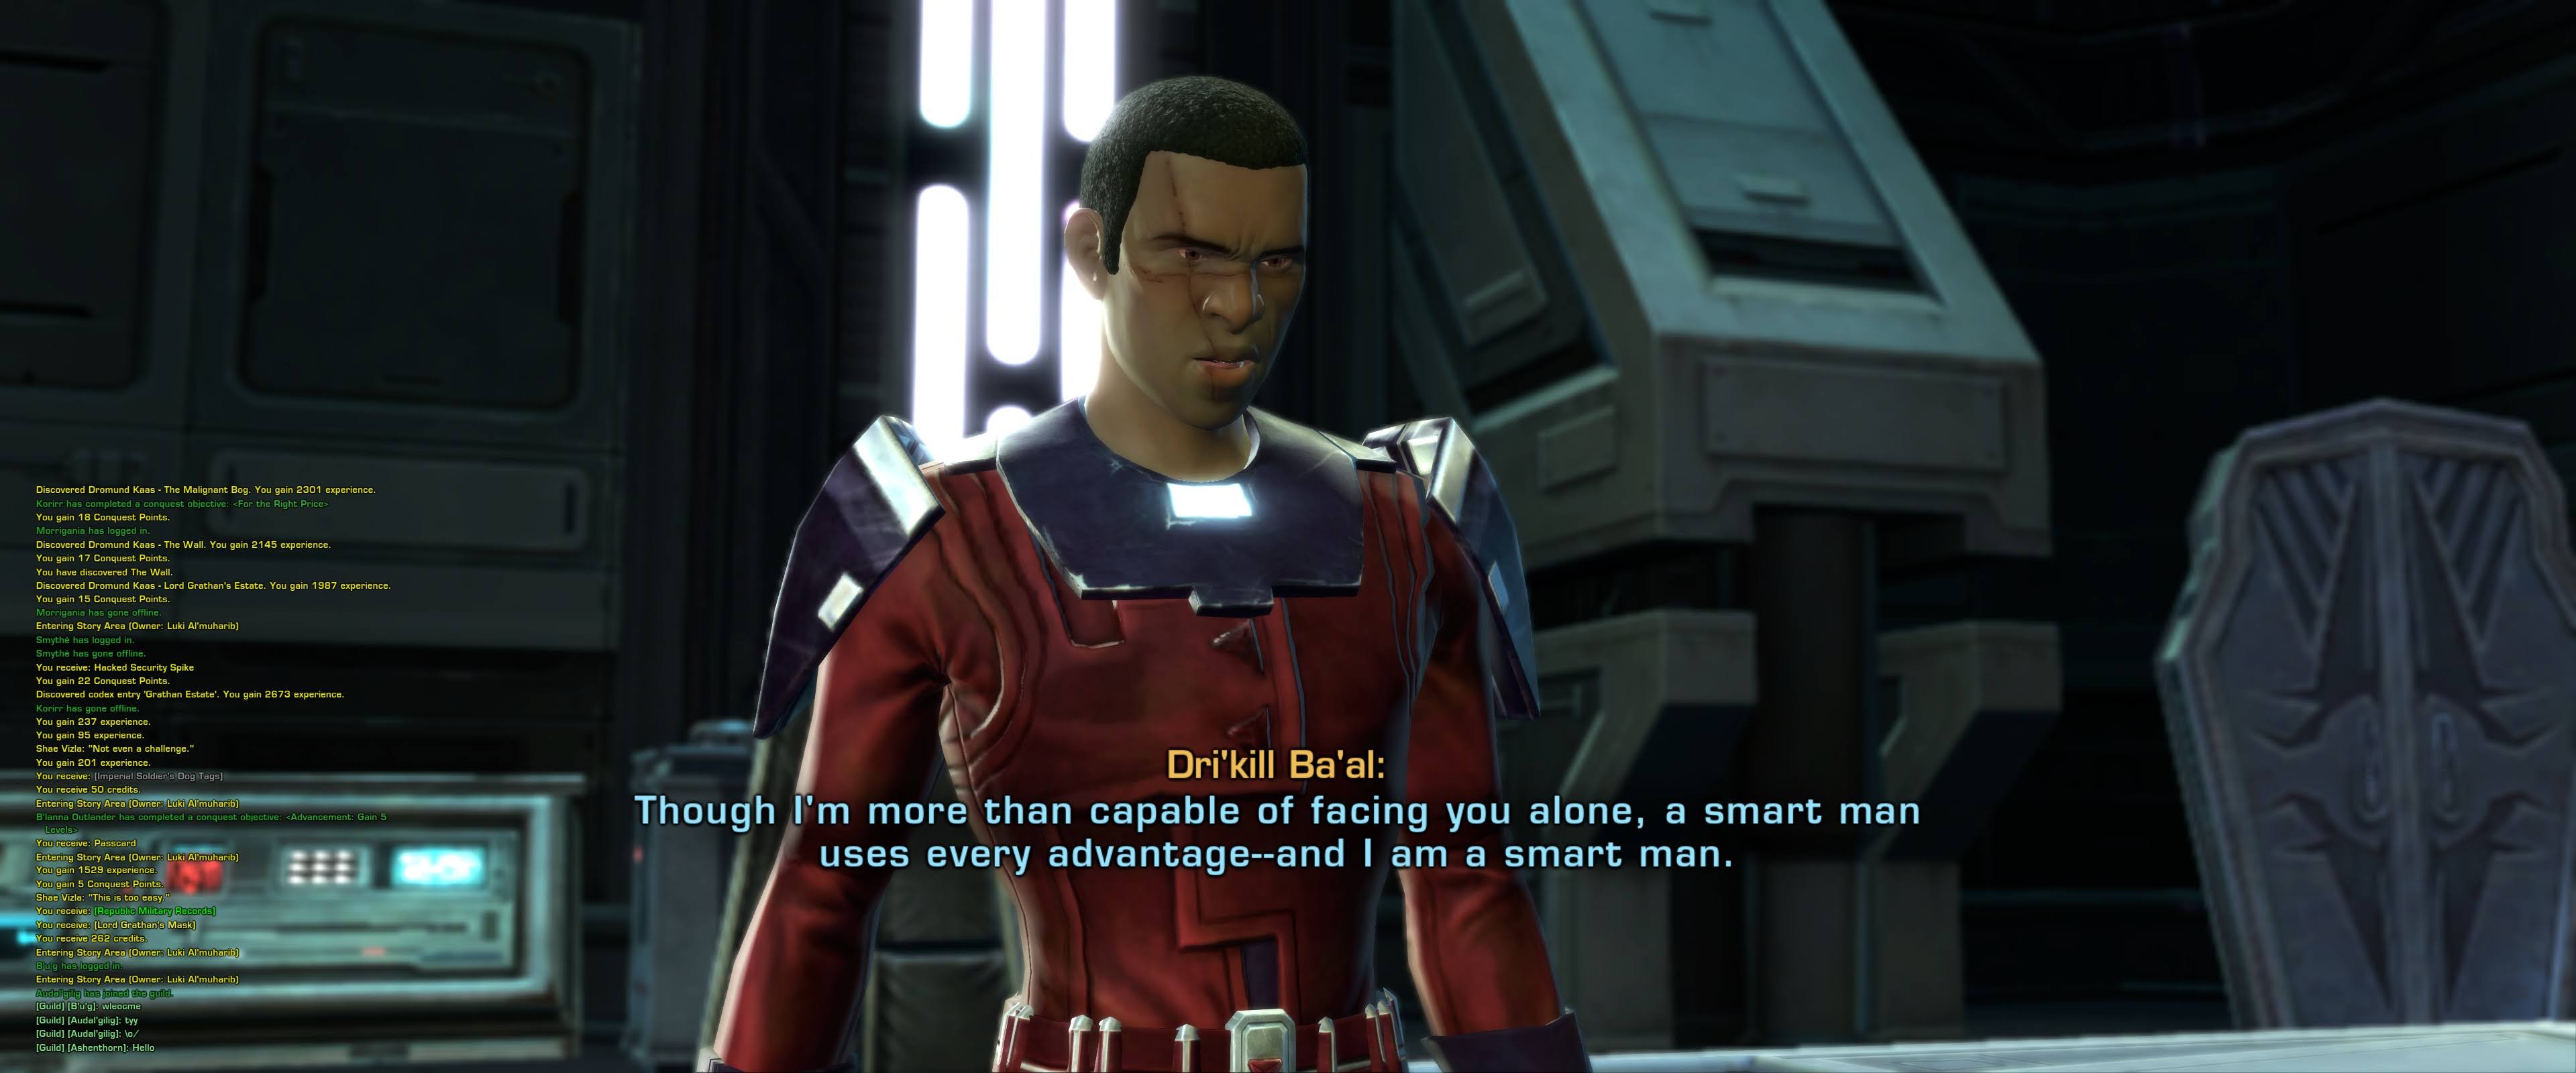 Discovered Dromund Kaas - The Malignant Bog. You gain 2301 experience.
Korirr has completed a conquest objective: <For the Right Price>
You gain 18 Conquest Points.
Morrigania has logged in.
Discovered Dromund Kaas - The Wall. You gain 2145 experience.
You gain 17 Conquest Points.
You have discovered The Wall.
Discovered Dromund Kaas - Lord Grathan's Estate. You gain 1987 experience.
You gain 15 Conquest Points.
Morrigania has gone offline.
Entering Story Area (Owner: Luki Al'muharib)
Smythé has logged in.
Smythé has gone offline.
You receive: Hacked Security Spike
You gain 22 Conquest Points.
Discovered codex entry 'Grathan Estate'. You gain 2673 experience.
Korirr has gone offline.
You gain 237 experience.
You gain 95 experience.
Shae Vizla: "Not even a challenge."
You gain 201 experience.
You receive: [Imperial Soldier's Dog Tags]
You receive 50 credits.
Entering Story Area (Owner: Luki Al'muharib)
B'lanna Outlander has completed a conquest objective: <Advancement: Gain 5
Levels>
You receive: Passcard
Entering Story Area (Owner: Luki Al'muharib)
You gain 1529 experience.
You gain 5 Conquest Points.
Shae Vizla: "This is too easy."
You receive: [Republic Military Records]
You receive: [Lord Grathan's Mask]
You receive 262 credits.
Entering Story Area (Owner: Luki Al'muharib)
B'u'g has logged in.
Entering Story Area (Owner: Luki Al'muharib)
Audal'gilig has joined the guild.
[Guild] [B'u'g]: wleocme
[Guild] [Audal'gilig]: tyy
[Guild] [Audal'gilig]: \o/
[Guild] [Ashenthorn]: Hello
Dri'kill Ba'al:
Though I'm more than capable of facing you alone, a smart man
uses every advantage--and I am a smart man.